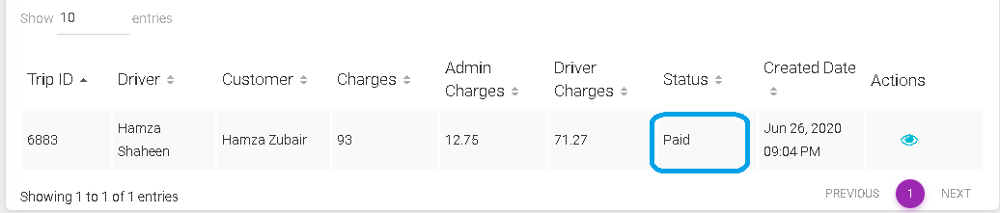 Show 10 entries
Trip ID Driver Customer Charges Admin Charges Driver Charges Status Created Date Actions
6883 Hamza Shaheen Hamza Zubair 93 12.75 71.27 Paid Jun 26, 2020 09:04 PM
Showing 1 to 1 of 1 entries PREVIOUS 1 NEXT